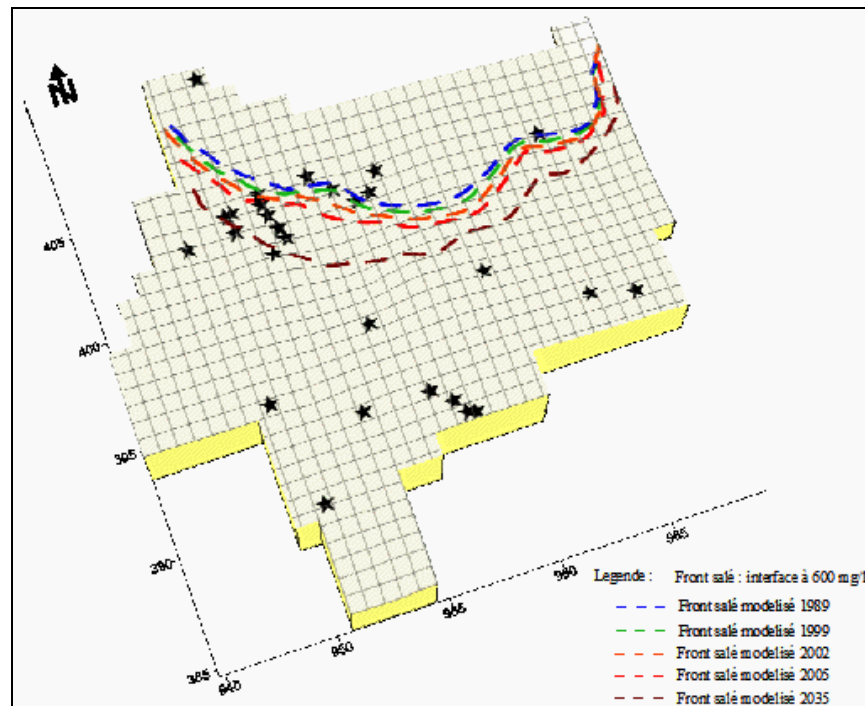 N
405
400
395
390
385
940
950
955
960
965
Legende : Front salé : interface à 600 mg/l
Front salé modelisé 1989
Front salé modelisé 1999
Front salé modelisé 2002
Front salé modelisé 2005
Front salé modelisé 2035